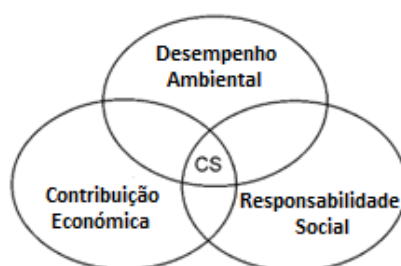 Desempenho
Ambiental
CS
Contribuição
Económica
Responsabilidade
Social